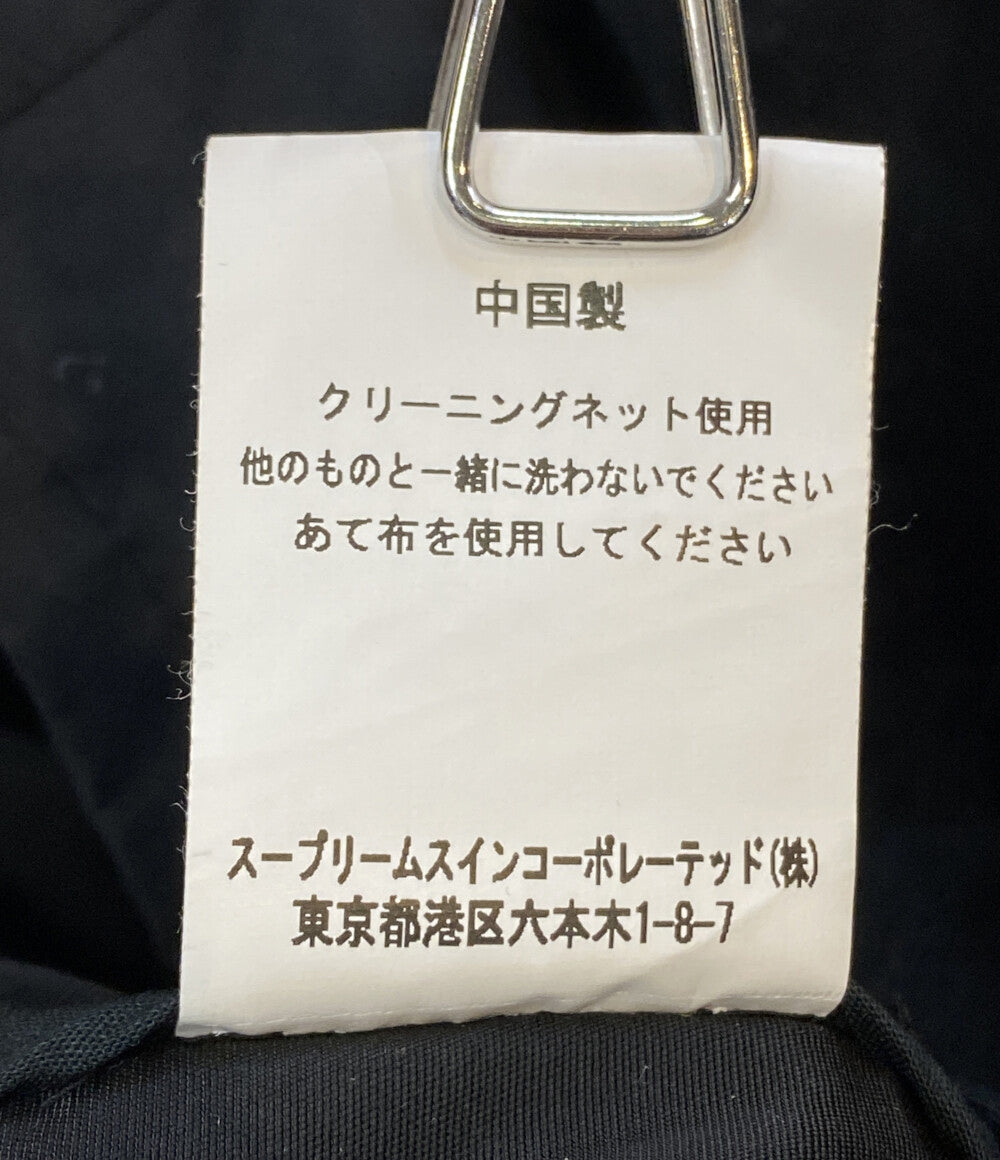 中国製
クリーニングネット使用
他のものと一緒に洗わないでください
あて布を使用してください
スープリームスインコーポレーテッド(株)
東京都港区六本木1-8-7